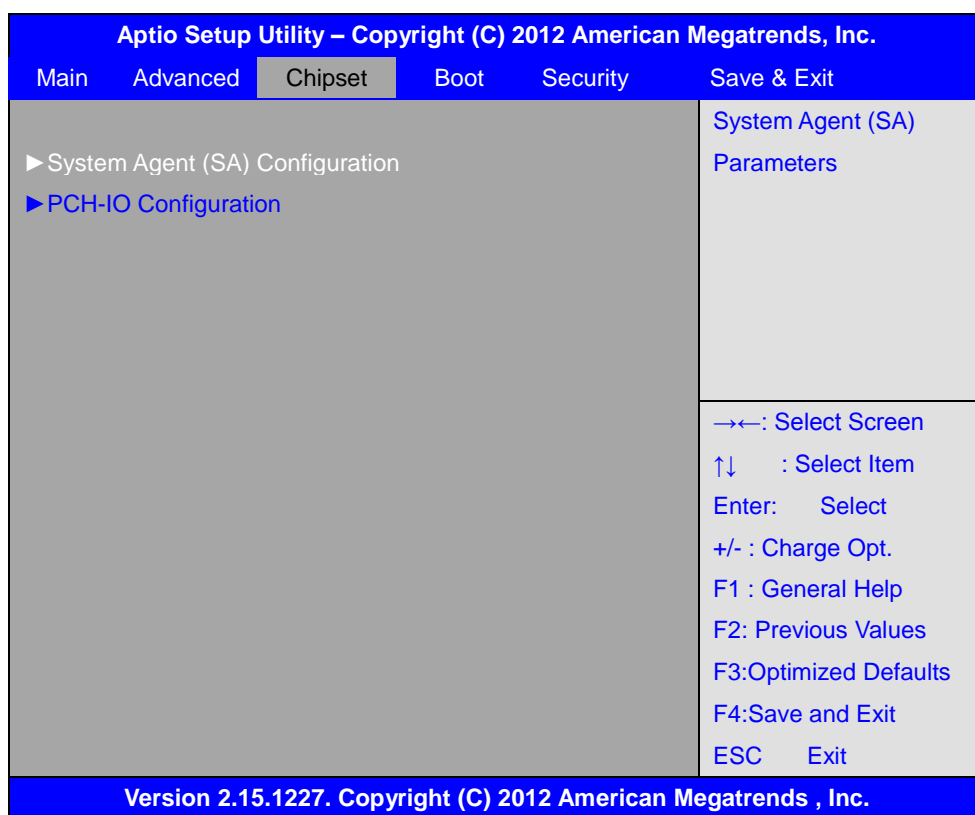 Aptio Setup Utility – Copyright (C) 2012 American Megatrends, Inc.
Main Advanced Chipset Boot Security Save & Exit
►System Agent (SA) Configuration
►PCH-IO Configuration
System Agent (SA)
Parameters
→←: Select Screen
↑↓ : Select Item
Enter: Select
+/- : Charge Opt.
F1 : General Help
F2: Previous Values
F3:Optimized Defaults
F4:Save and Exit
ESC Exit
Version 2.15.1227. Copyright (C) 2012 American Megatrends , Inc.